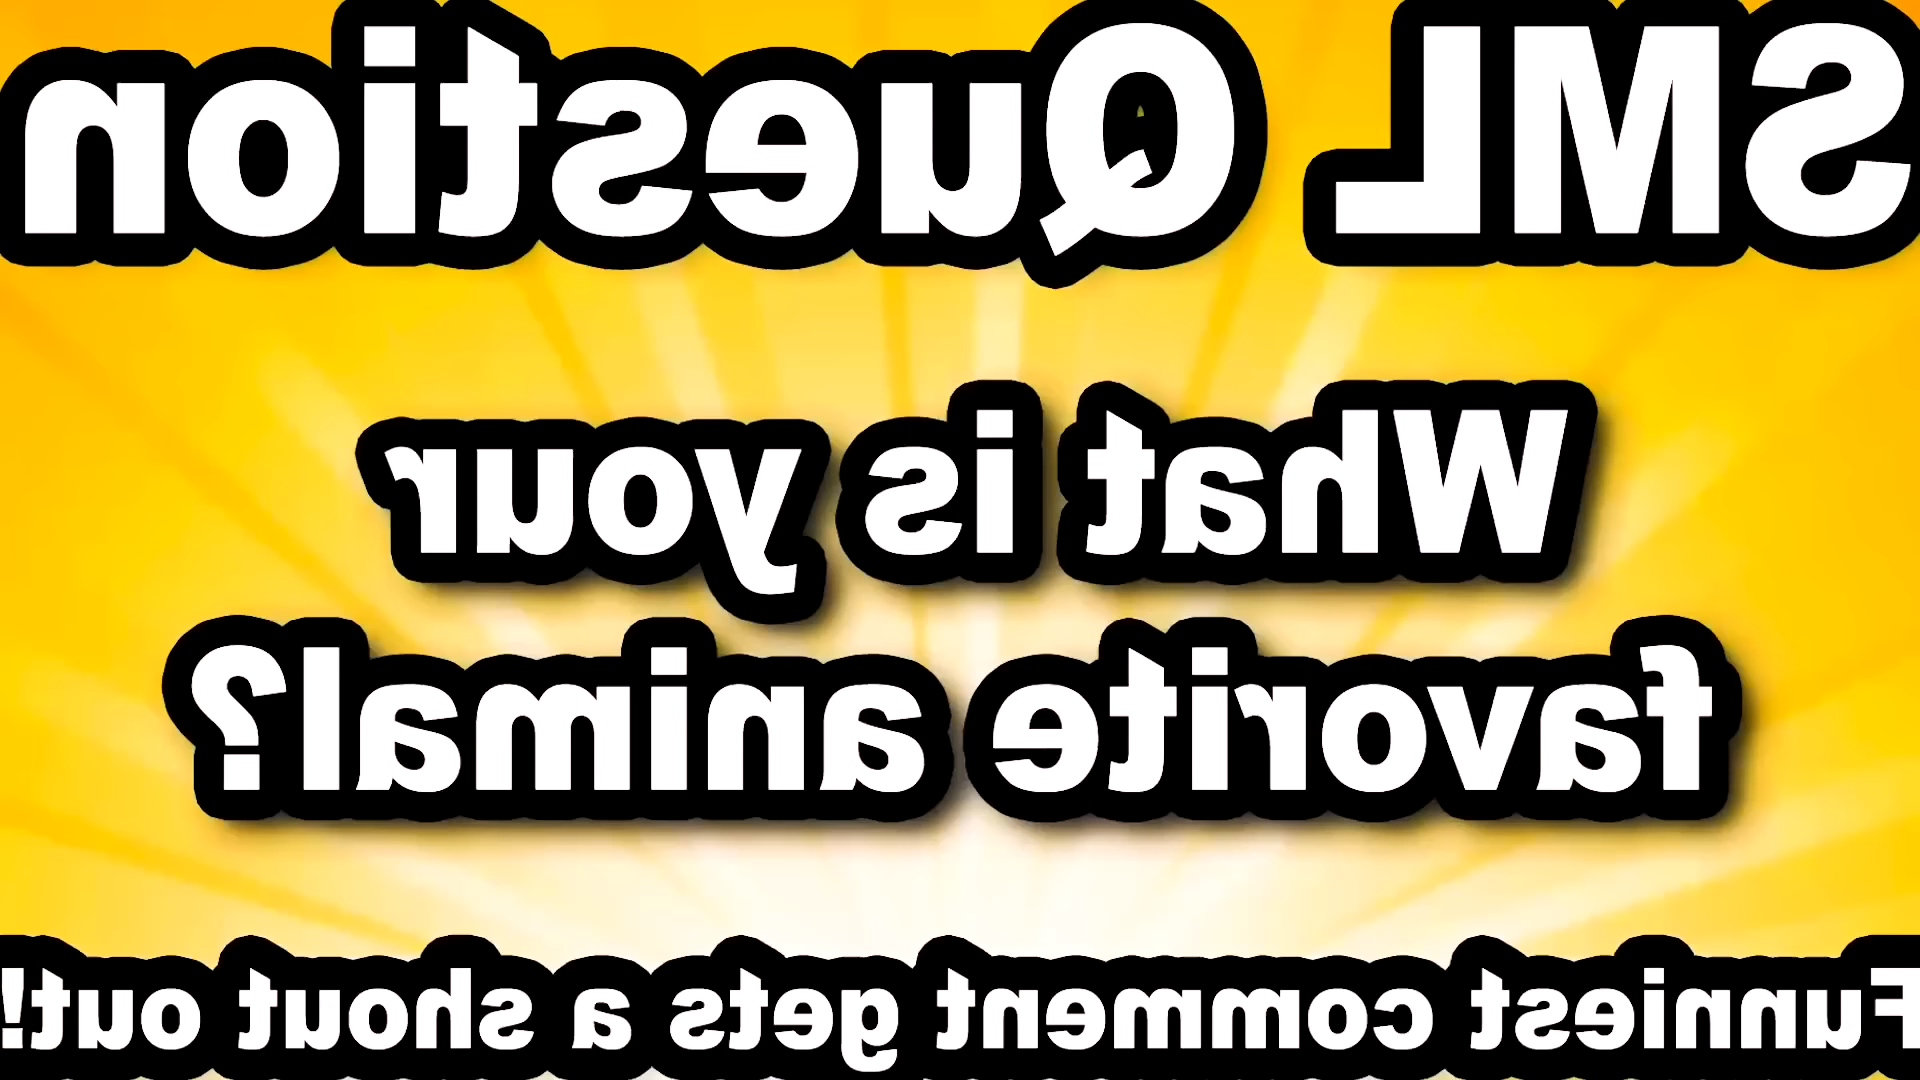 SML Question
What is your
favorite animal?
Funniest comment gets a shout out!